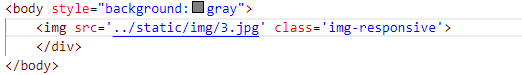 <body style="background:gray">
<img src='../static/img/3.jpg' class='img-responsive'>
</div>
</body>